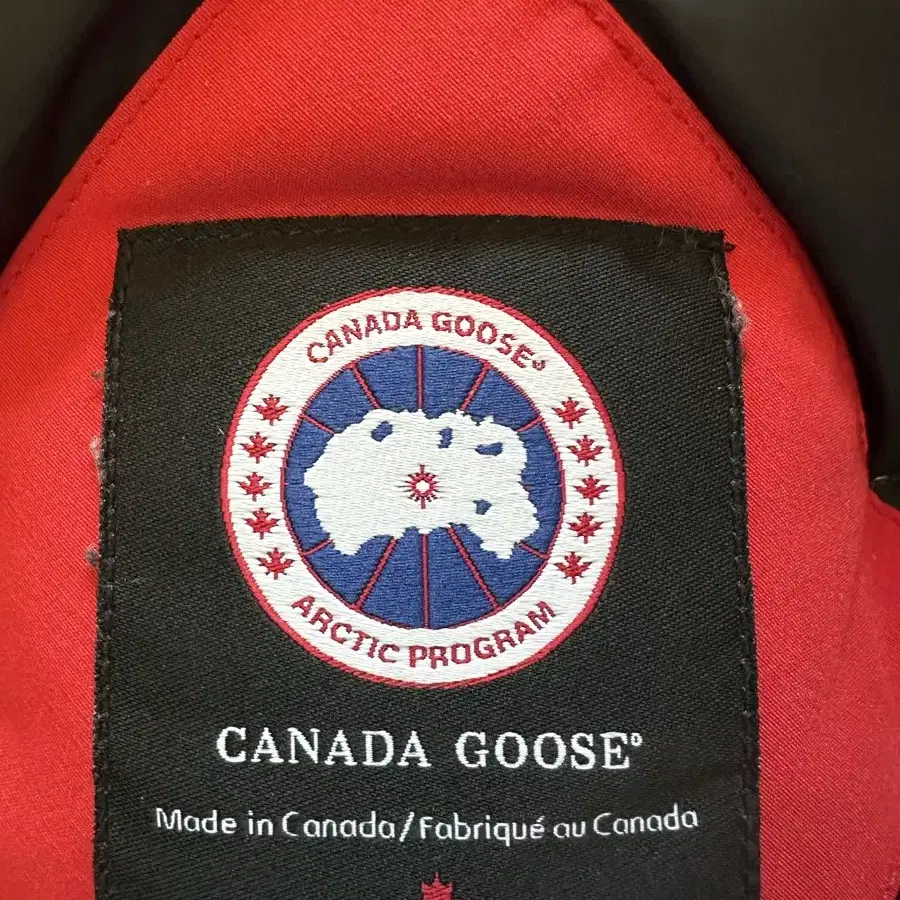 CANADA GOOSE®
ARCTIC PROGRAM
CANADA GOOSE®
Made in Canada/Fabriqué au Canada